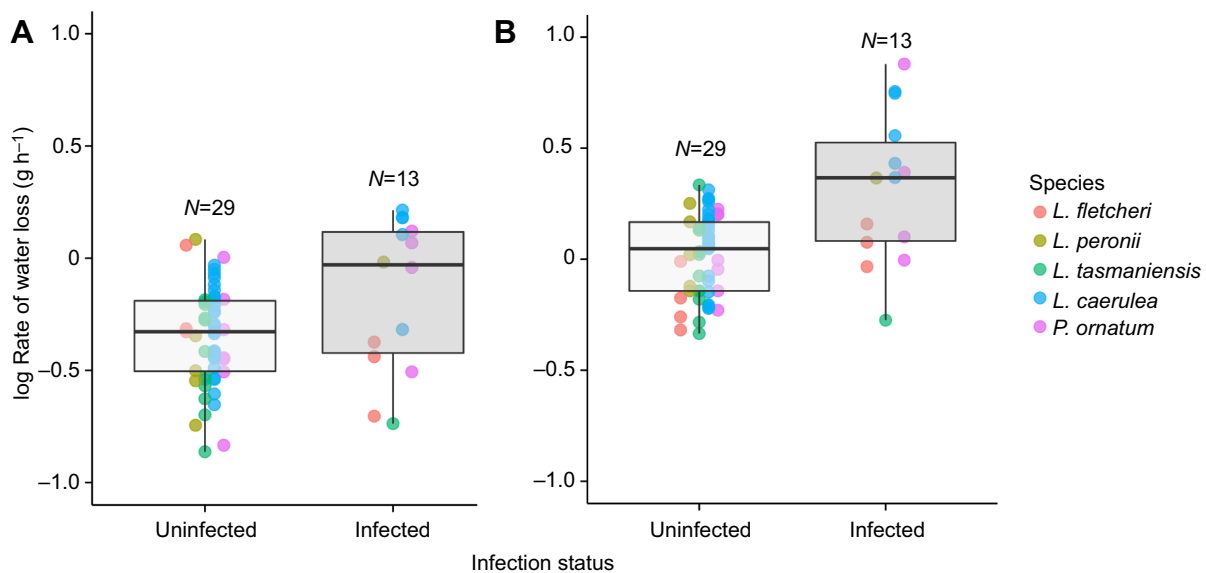 A
B
log Rate of water loss (g h⁻¹)
1.0
0.5
0
–0.5
–1.0
N=29
N=13
Uninfected
Infected
1.0
0.5
0
–0.5
–1.0
N=29
N=13
Uninfected
Infected
Infection status
Species
L. fletcheri
L. peronii
L. tasmaniensis
L. caerulea
P. ornatum